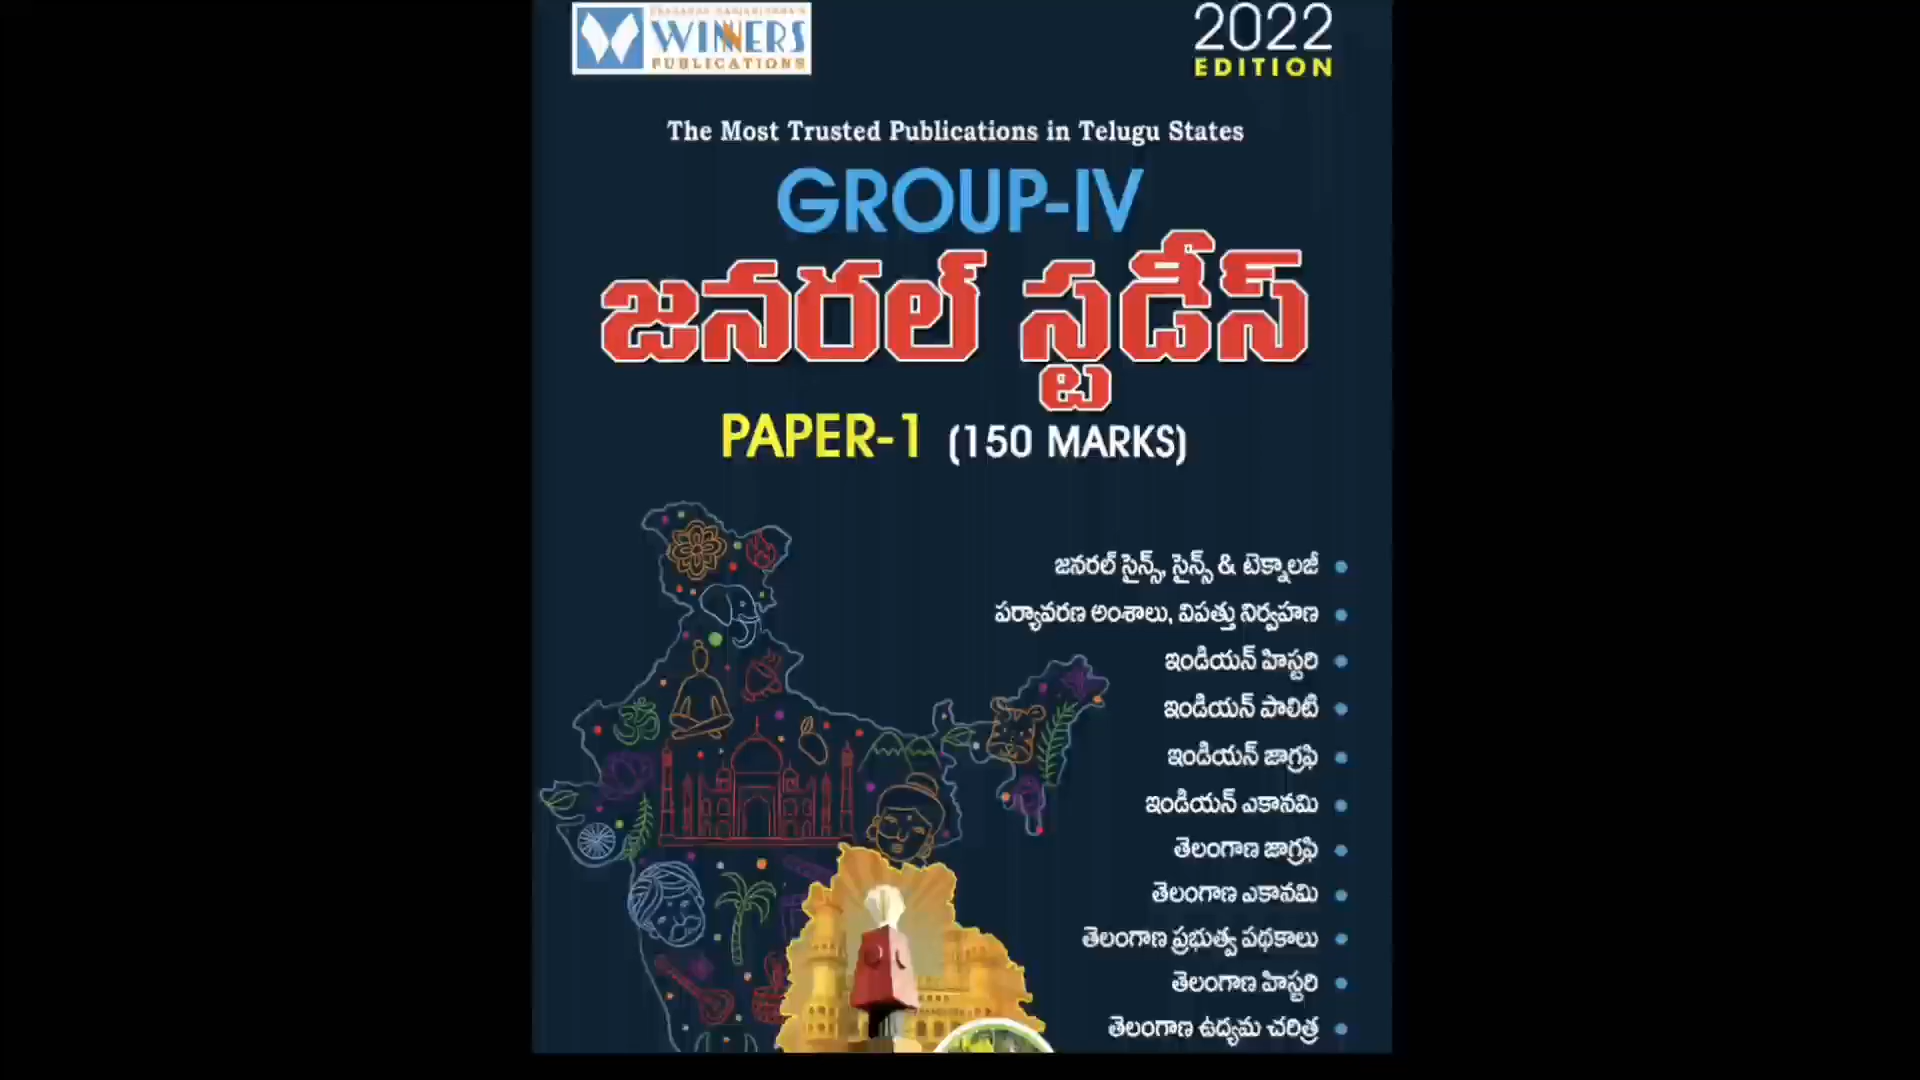 WINNERS
PUBLICATIONS
2022
EDITION
The Most Trusted Publications in Telugu States
GROUP-IV
జనరల్ స్టడీస్
PAPER-1 (150 MARKS)
జనరల్ సైన్స్, సైన్స్ & టెక్నాలజీ
పర్యావరణ అంశాలు, విపత్తు నిర్వహణ
ఇండియన్ హిస్టరి
ఇండియన్ పాలిటి
ఇండియన్ జాగ్రఫి
ఇండియన్ ఎకానమి
తెలంగాణ జాగ్రఫి
తెలంగాణ ఎకానమి
తెలంగాణ ప్రభుత్వ పథకాలు
తెలంగాణ హిస్టరి
తెలంగాణ ఉద్యమ చరిత్ర